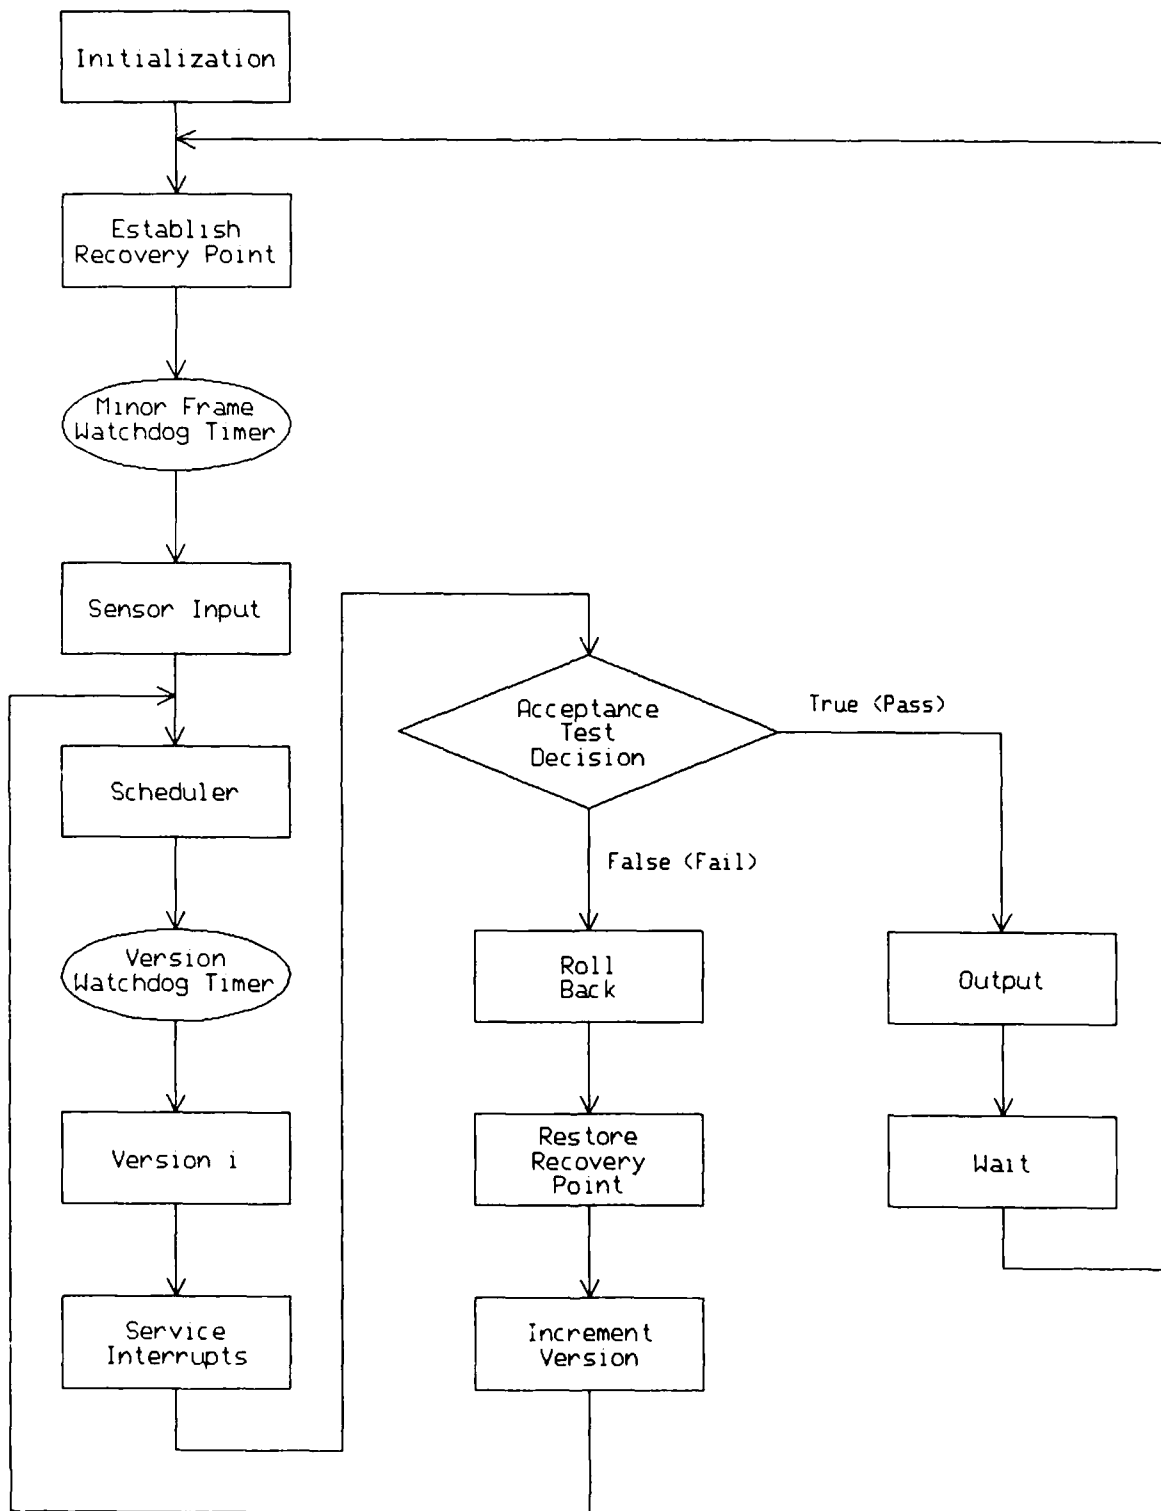 Initialization
Establish
Recovery Point
Minor Frame
Watchdog Timer
Sensor Input
Scheduler
Version
Watchdog Timer
Version i
Service
Interrupts
Acceptance
Test
Decision
True (Pass)
False (Fail)
Roll
Back
Restore
Recovery
Point
Increment
Version
Output
Wait